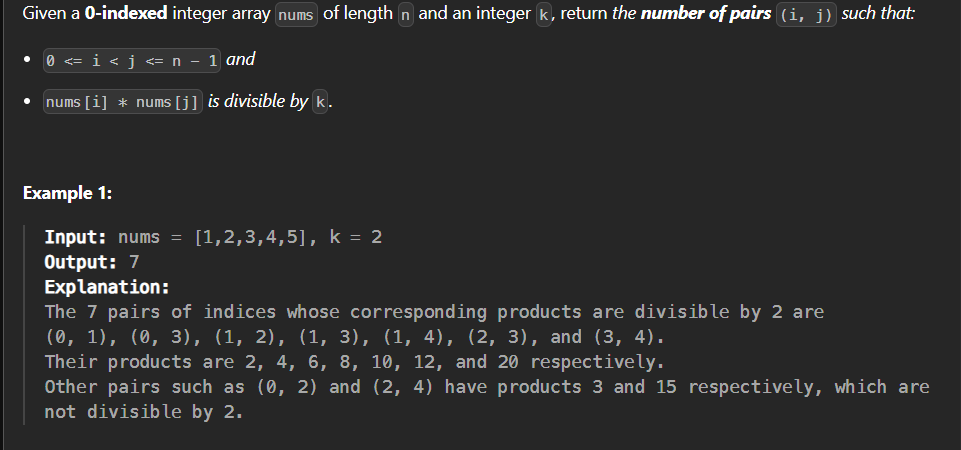 Given a 0-indexed integer array nums of length n and an integer k, return the number of pairs (i, j) such that:
• 0 <= i < j <= n - 1 and
• nums[i] * nums[j] is divisible by k.
Example 1:
Input: nums = [1,2,3,4,5], k = 2
Output: 7
Explanation:
The 7 pairs of indices whose corresponding products are divisible by 2 are
(0, 1), (0, 3), (1, 2), (1, 3), (1, 4), (2, 3), and (3, 4).
Their products are 2, 4, 6, 8, 10, 12, and 20 respectively.
Other pairs such as (0, 2) and (2, 4) have products 3 and 15 respectively, which are
not divisible by 2.